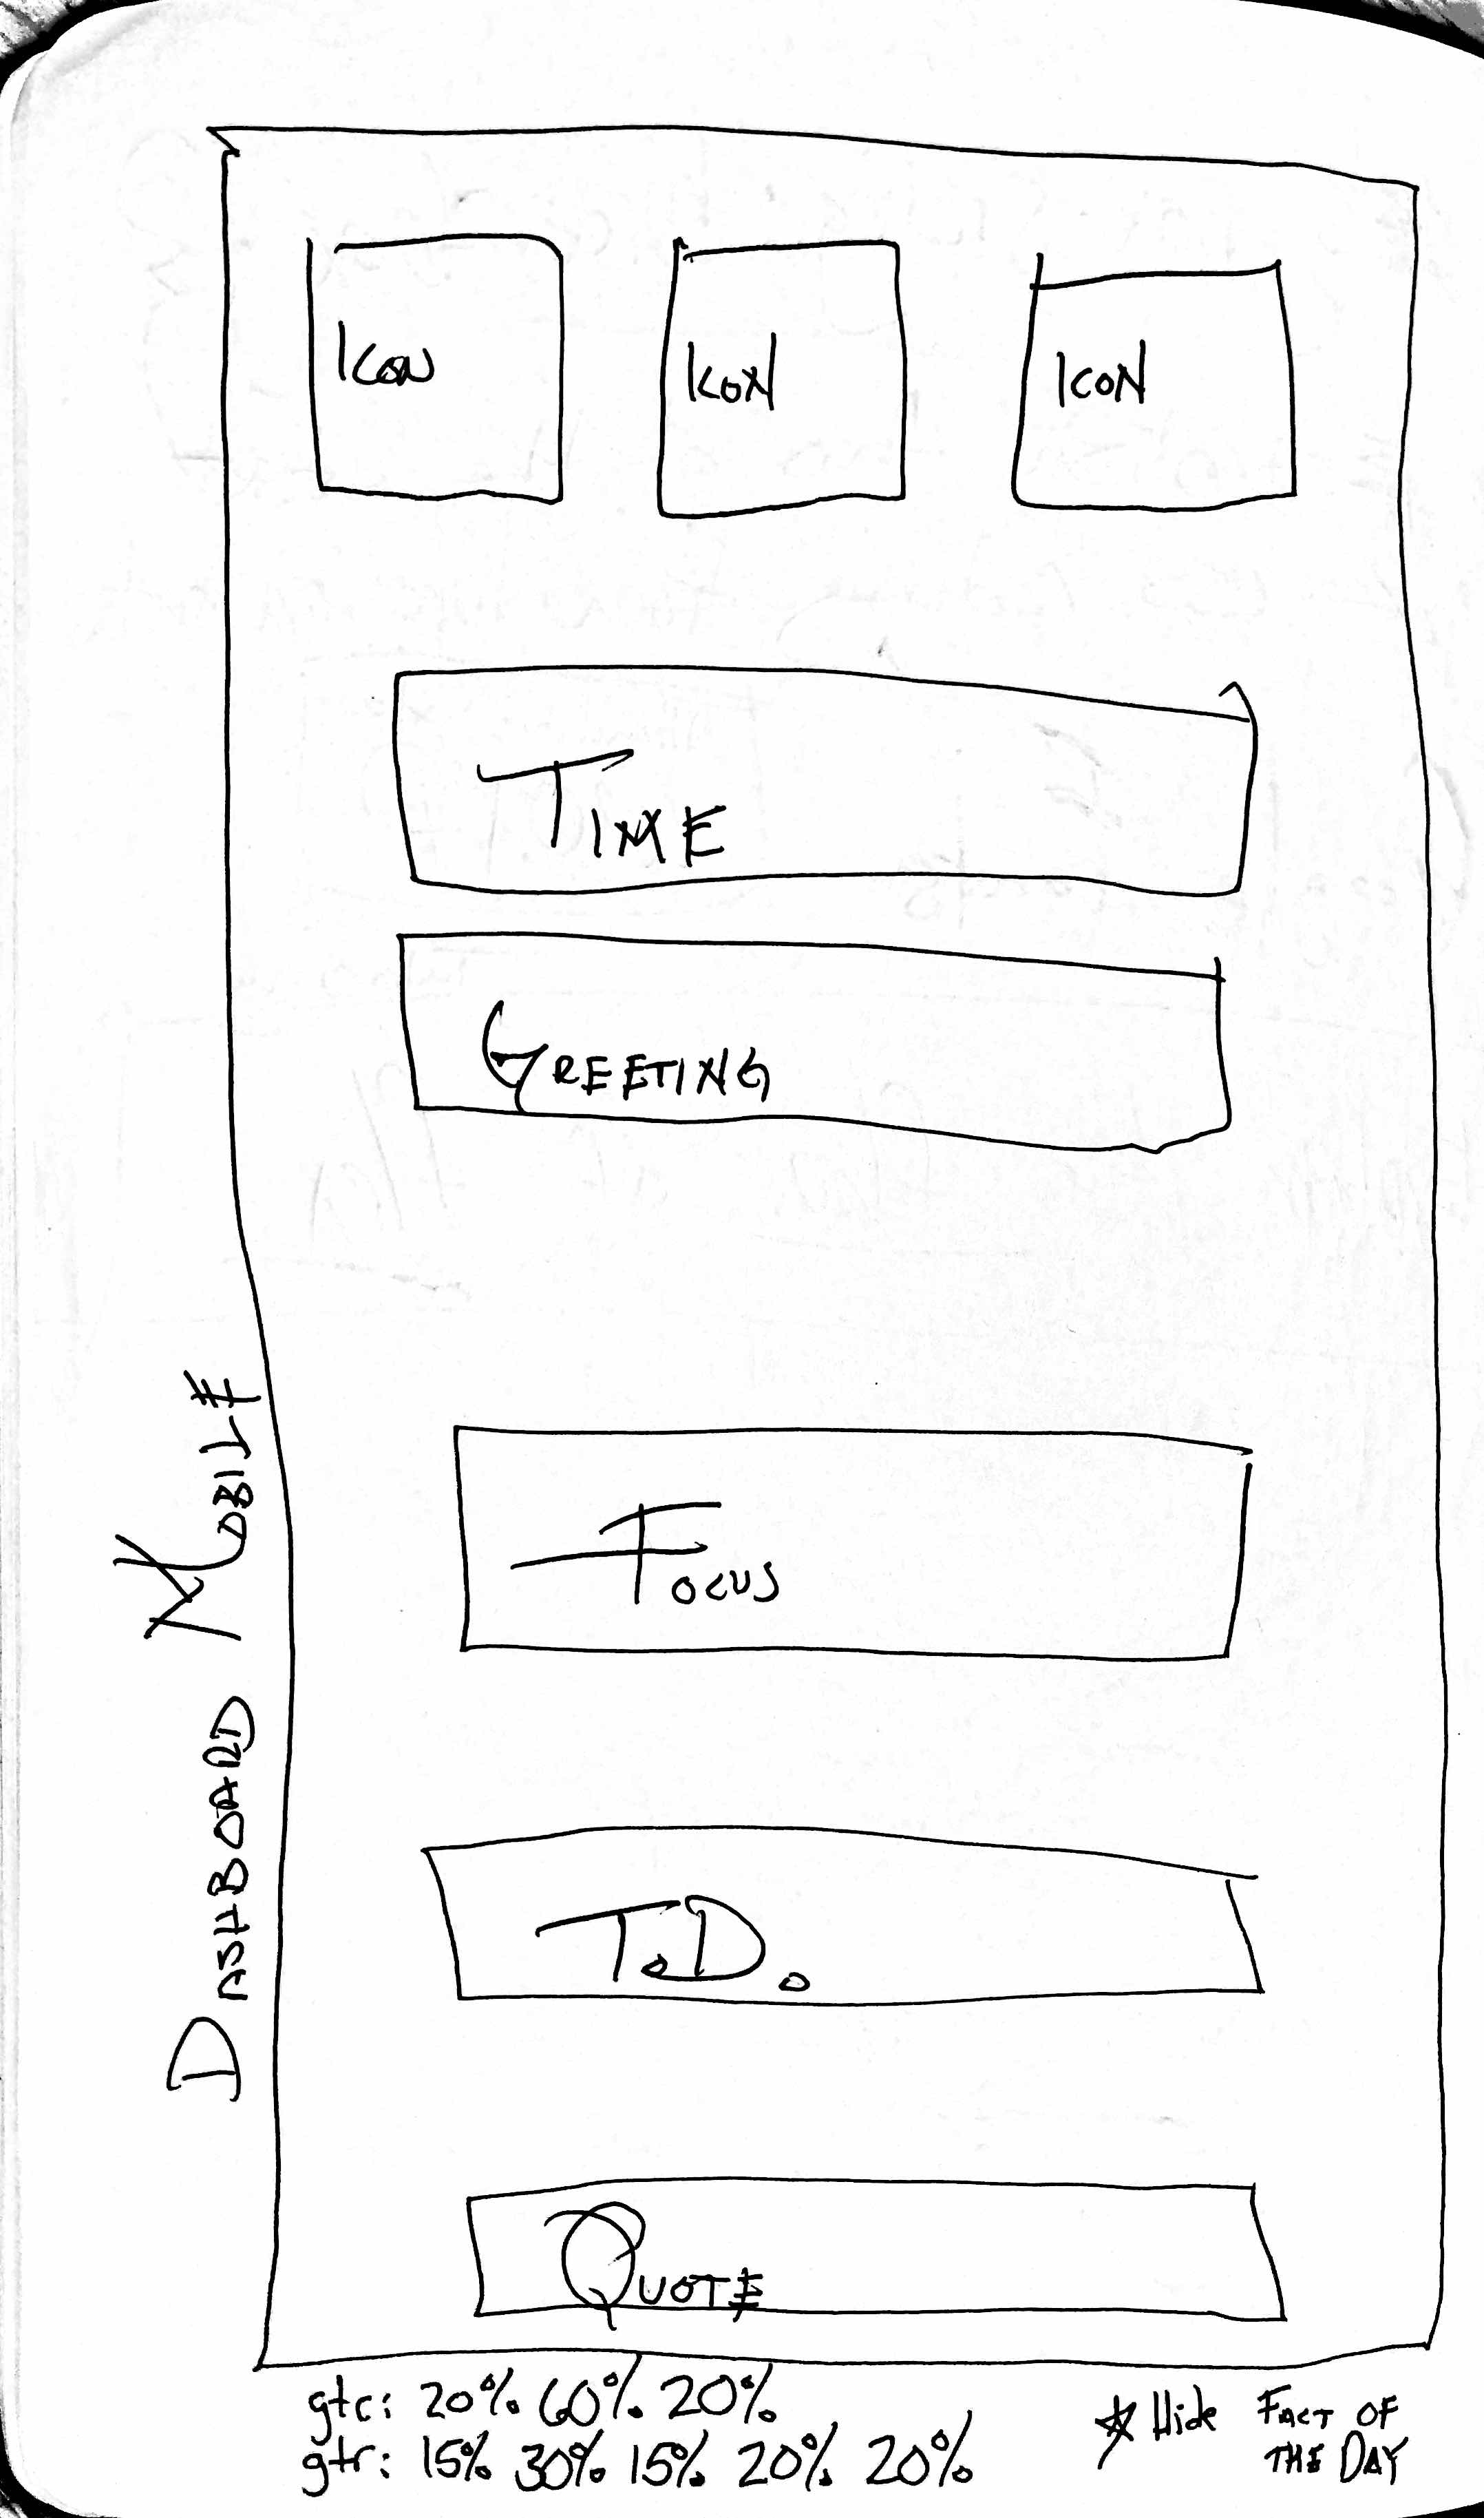 Icon
Icon
Icon
Time
Greeting
Focus
ToDo
Quote
Dashboard Mobile
gtc: 20% 60% 20%
gtr: 15% 30% 15% 20% 20%
☆ Hide Fact of
the Day